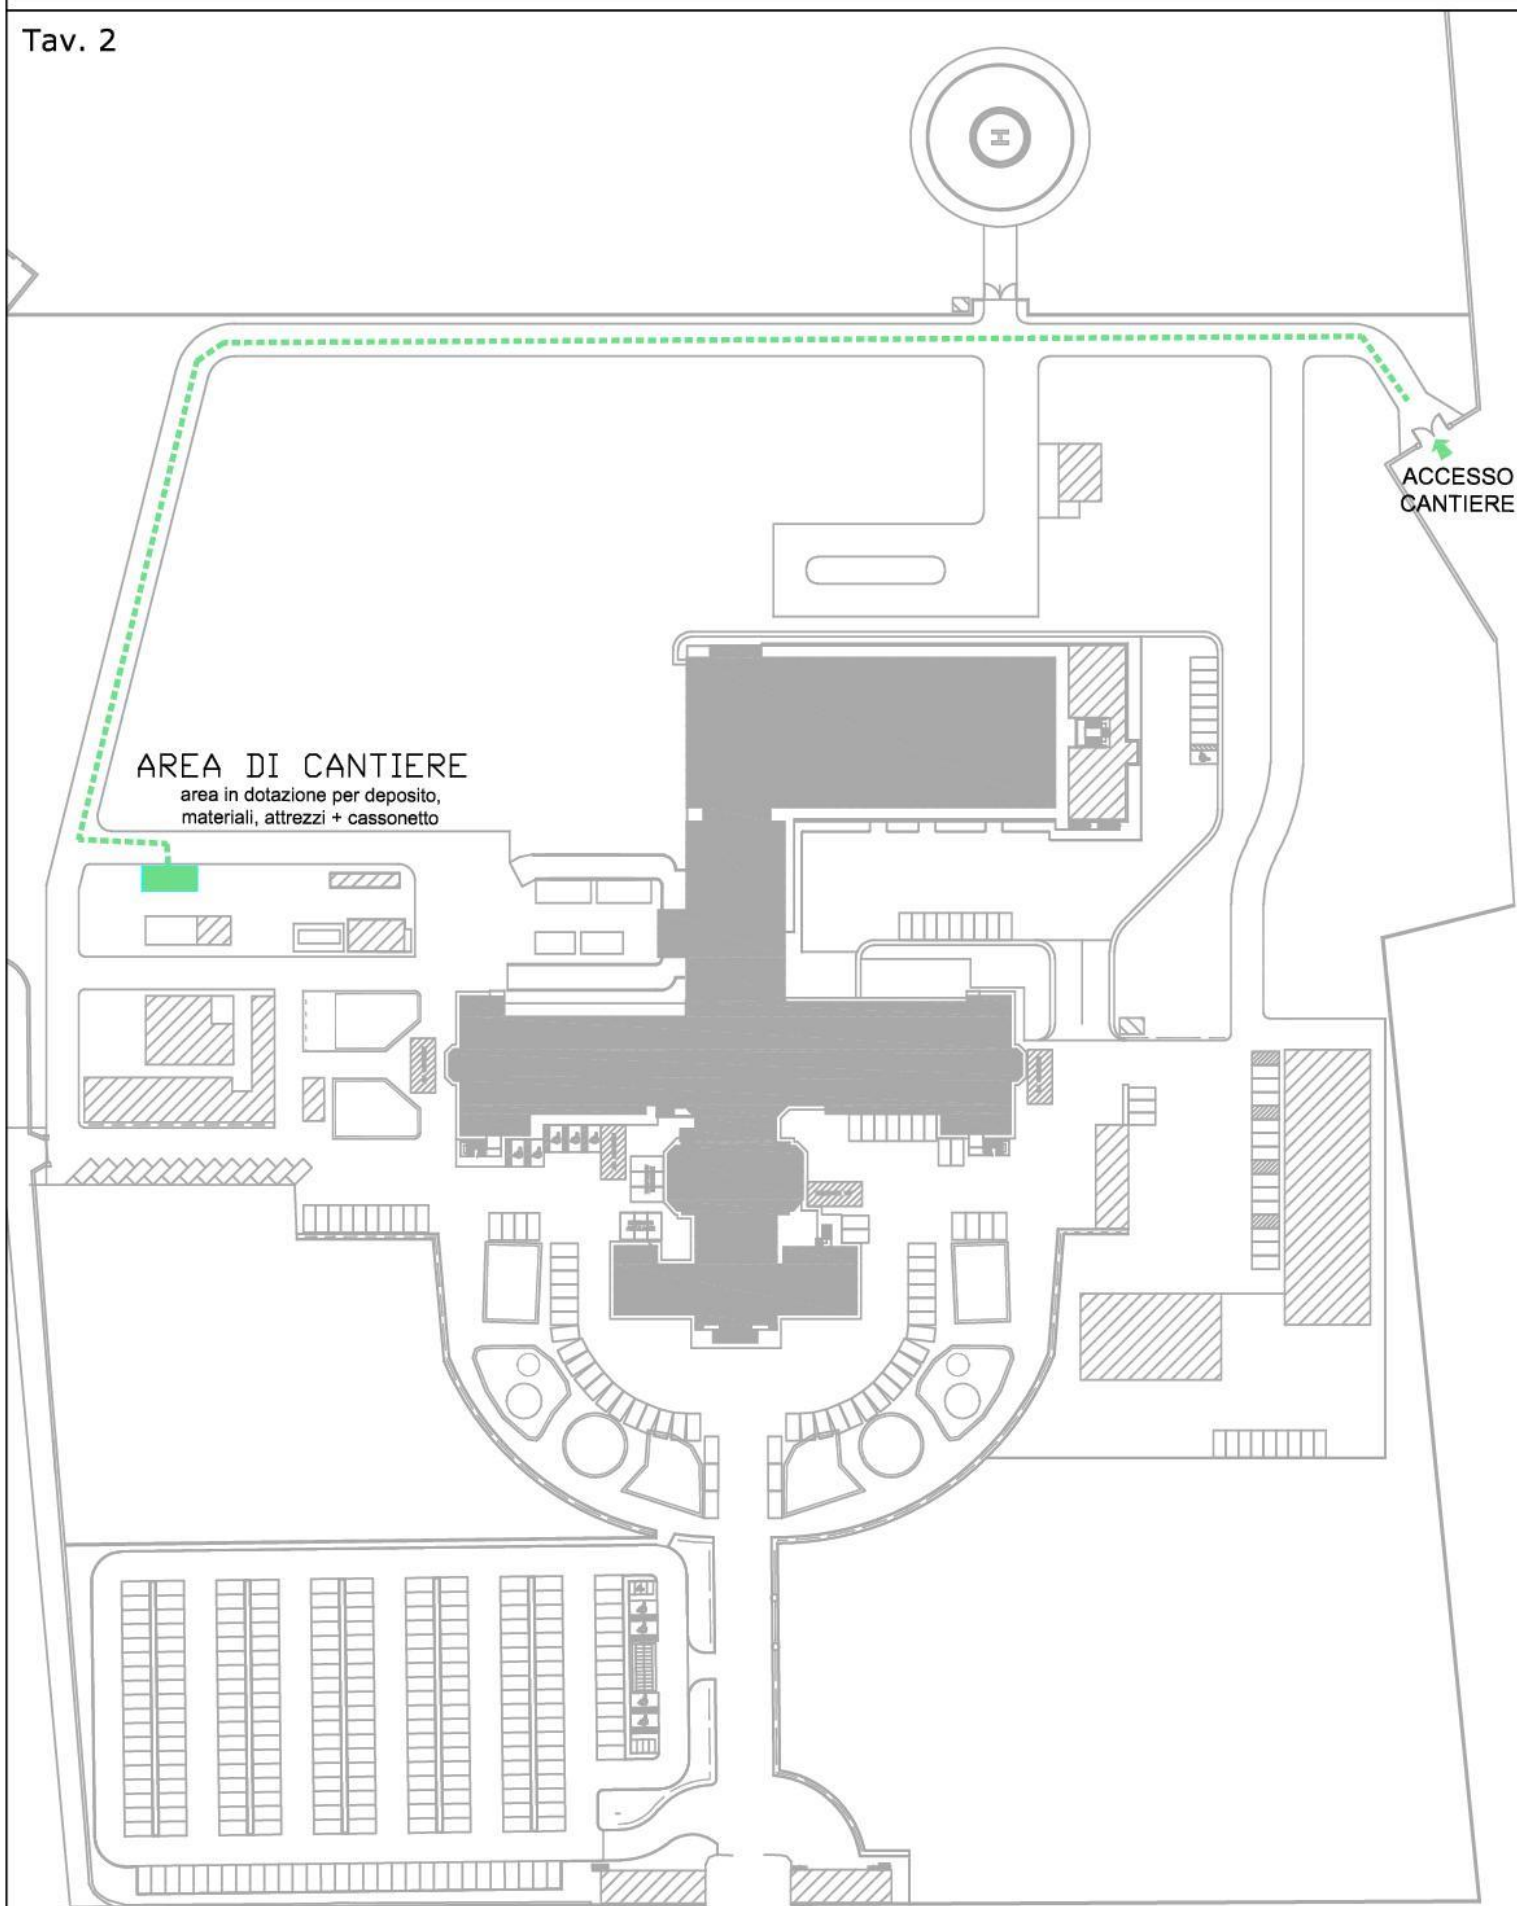 Tav. 2
H
ACCESSO
CANTIERE
AREA DI CANTIERE
area in dotazione per deposito,
materiali, attrezzi + cassonetto